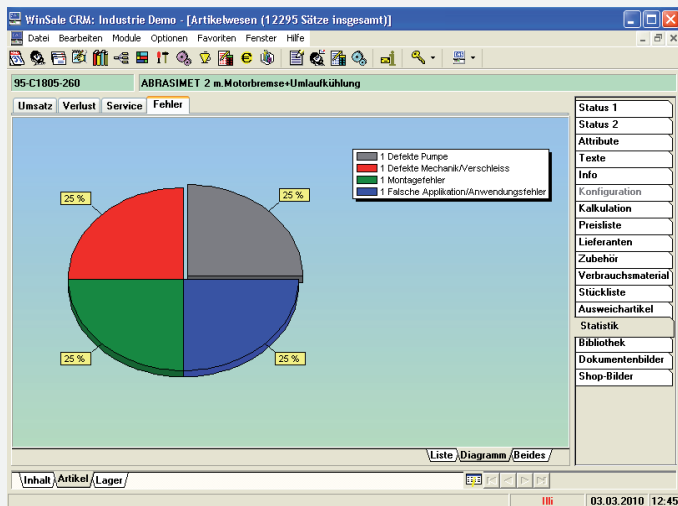 WinSale CRM: Industrie Demo - [Artikelwesen (12295 Sätze insgesamt)]
Datei Bearbeiten Module Optionen Fenster Favoriten Fenster Hilfe
95-C1805-260 ABRASIMET 2 m.Motorbremse+Umlaufkühlung
Umsatz Verlust Service Fehler
1 Defekte Pumpe
1 Defekte Mechanik/Verschleiss
1 Montagefehler
1 Falsche Applikation/Anwendungsfehler
25 %
25 %
25 %
25 %
Status 1
Status 2
Attribute
Texte
Info
Konfiguration
Kalkulation
Preisliste
Lieferanten
Zubehör
Verbrauchsmaterial
Stückliste
Ausweichartikel
Statistik
Bibliothek
Dokumentenbilder
Shop-Bilder
Liste Diagramm Beides
Inhalt Artikel Lager
03.03.2010 12:45